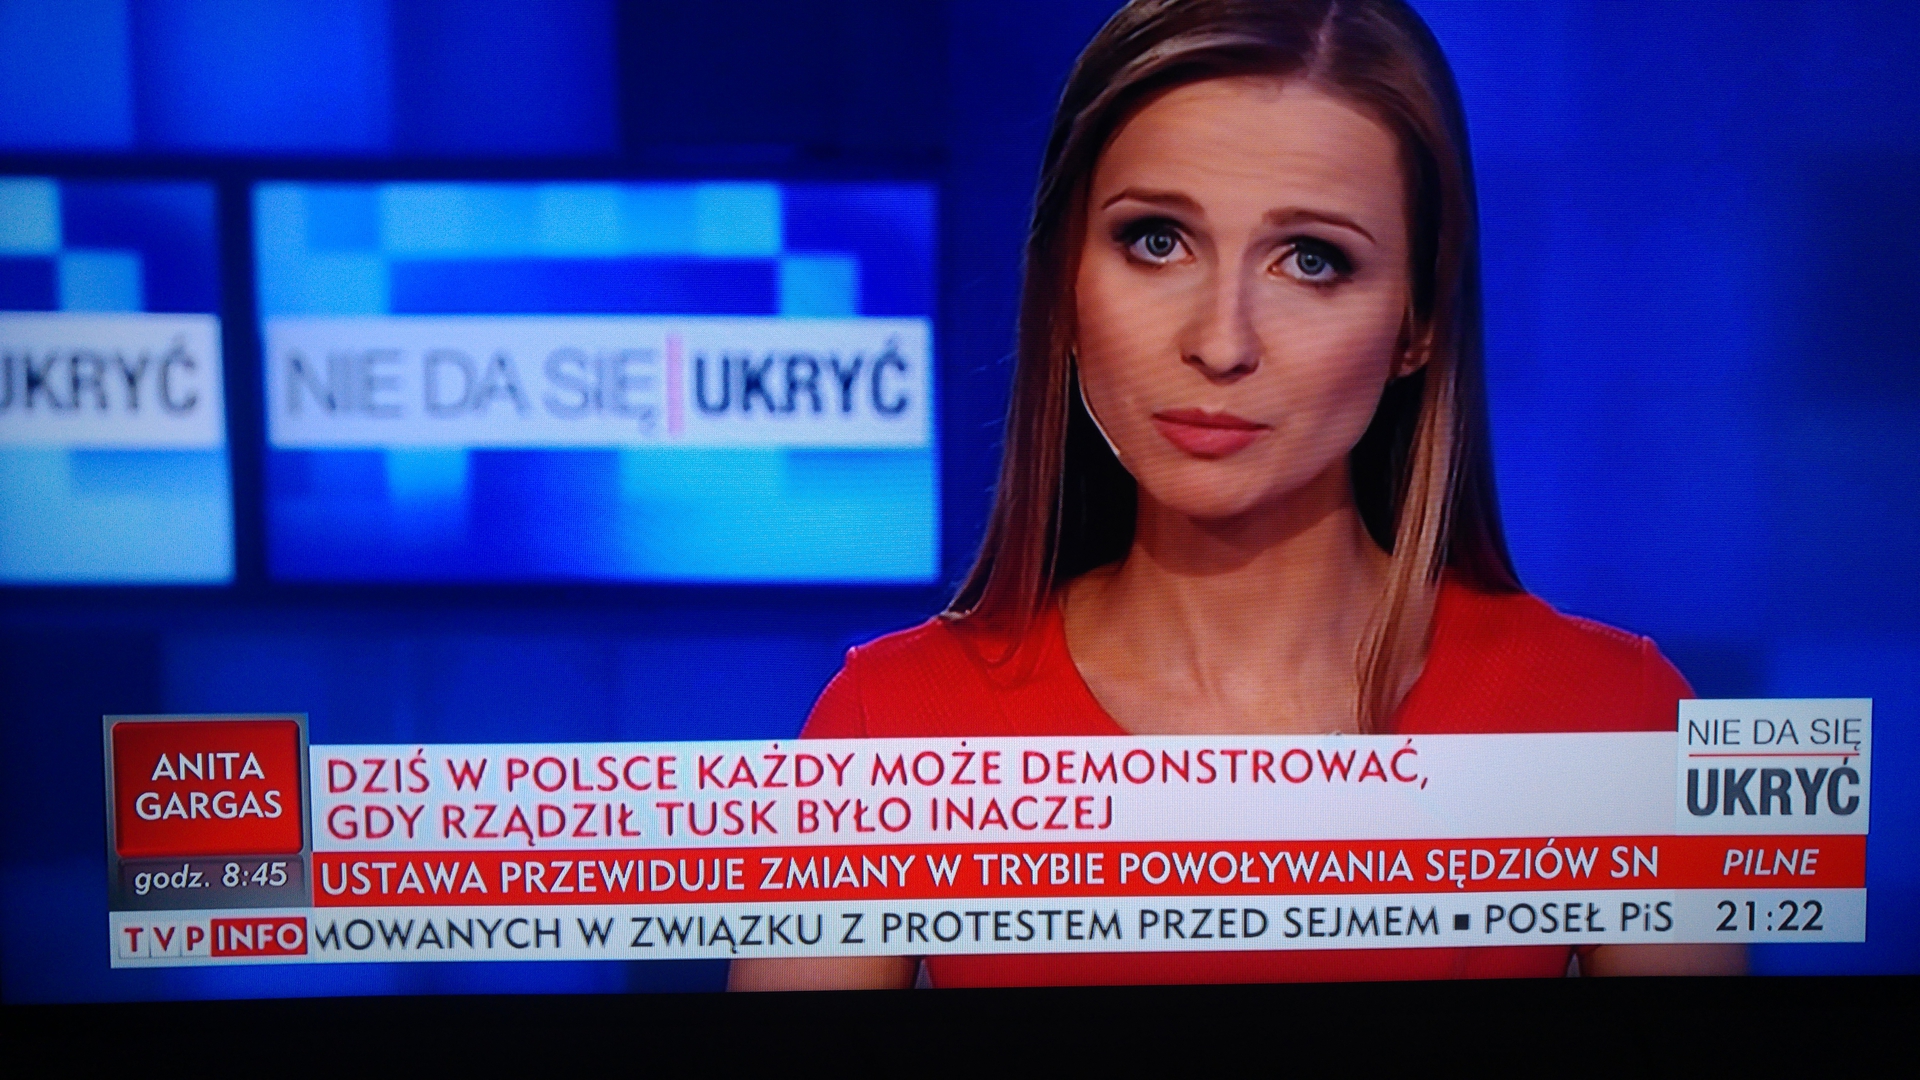 UKRYĆ
NIE DA SIĘ UKRYĆ
ANITA
GARGAS
godz. 8:45
DZIŚ W POLSCE KAŻDY MOŻE DEMONSTROWAĆ,
GDY RZĄDZIŁ TUSK BYŁO INACZEJ
NIE DA SIĘ
UKRYĆ
USTAWA PRZEWIDUJE ZMIANY W TRYBIE POWOŁYWANIA SĘDZIÓW SN
PILNE
TVP INFO
MOWANYCH W ZWIĄZKU Z PROTESTEM PRZED SEJMEM ▪ POSEŁ PiS
21:22